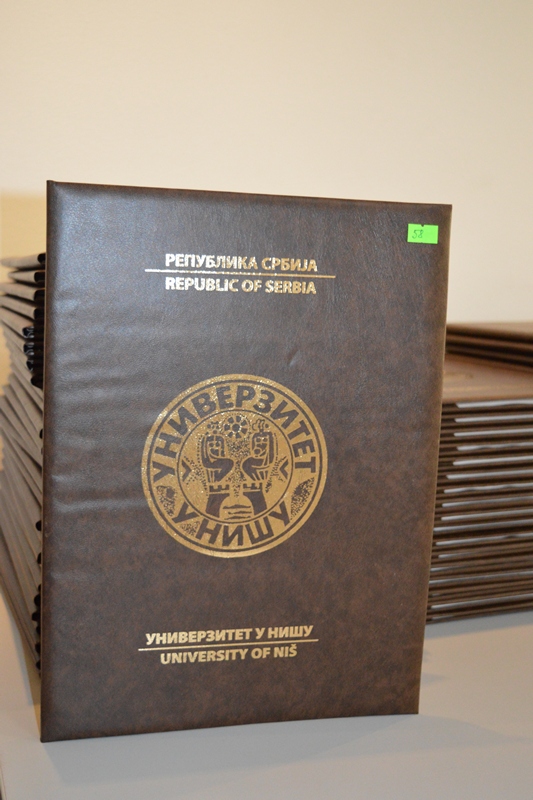 РЕПУБЛИКА СРБИЈА
REPUBLIC OF SERBIA
УНИВЕРЗИТЕТ
У НИШУ
УНИВЕРЗИТЕТ У НИШУ
UNIVERSITY OF NIŠ